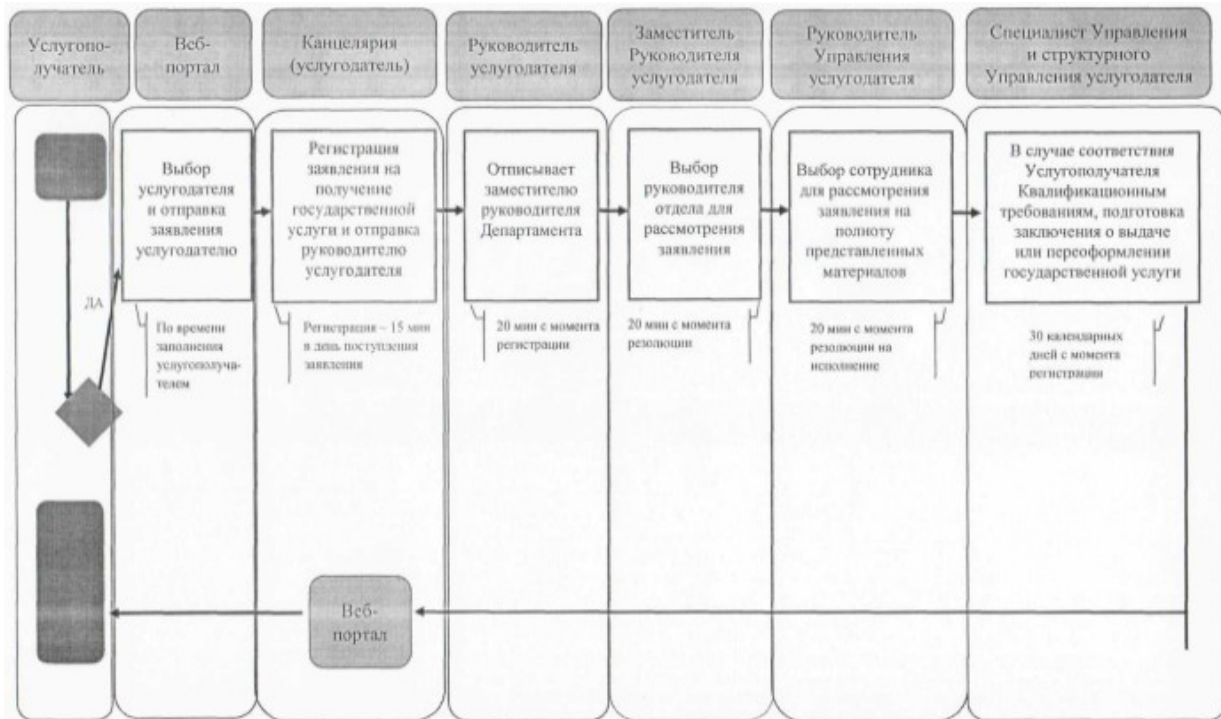 Услугопо-
лучатель
Веб-
портал
Канцелярия
(услугодатель)
Руководитель
услугодателя
Заместитель
Руководителя
услугодателя
Руководитель
Управления
услугодателя
Специалист Управления
и структурного
Управления услугодателя
Выбор
услугодателя
и отправка
заявления
услугодателю
Регистрация
заявления на
получение
государственной
услуги и отправка
руководителю
услугодателя
Отписывает
заместителю
руководителя
Департамента
Выбор
руководителя
отдела для
рассмотрения
заявления
Выбор сотрудника
для рассмотрения
заявления на
полноту
представленных
материалов
В случае соответствия
Услугополучателя
Квалификационным
требованиям, подготовка
заключения о выдаче
или переоформлении
государственной услуги
ДА
По времени
заполнения
услугополуча-
телем
Регистрация – 15 мин
в день поступления
заявления
20 мин с момента
регистрации
20 мин с момента
резолюции
20 мин с момента
резолюции на
исполнение
30 календарных
дней с момента
регистрации
Веб-
портал